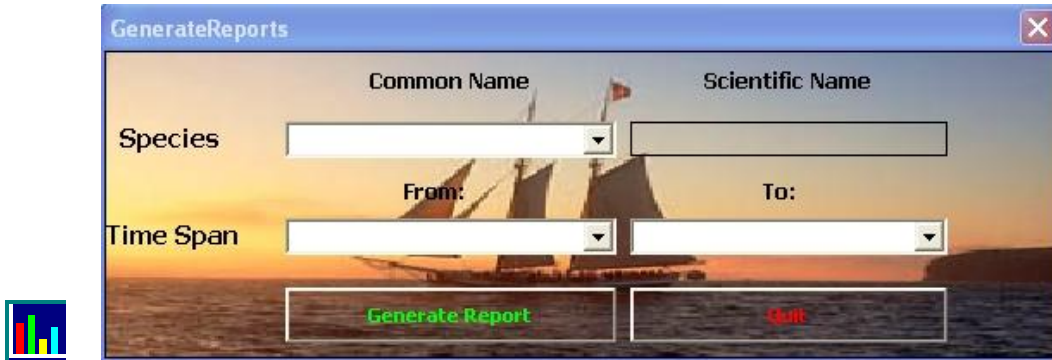 GenerateReports
Common Name Scientific Name
Species
From: To:
Time Span
Generate Report Quit